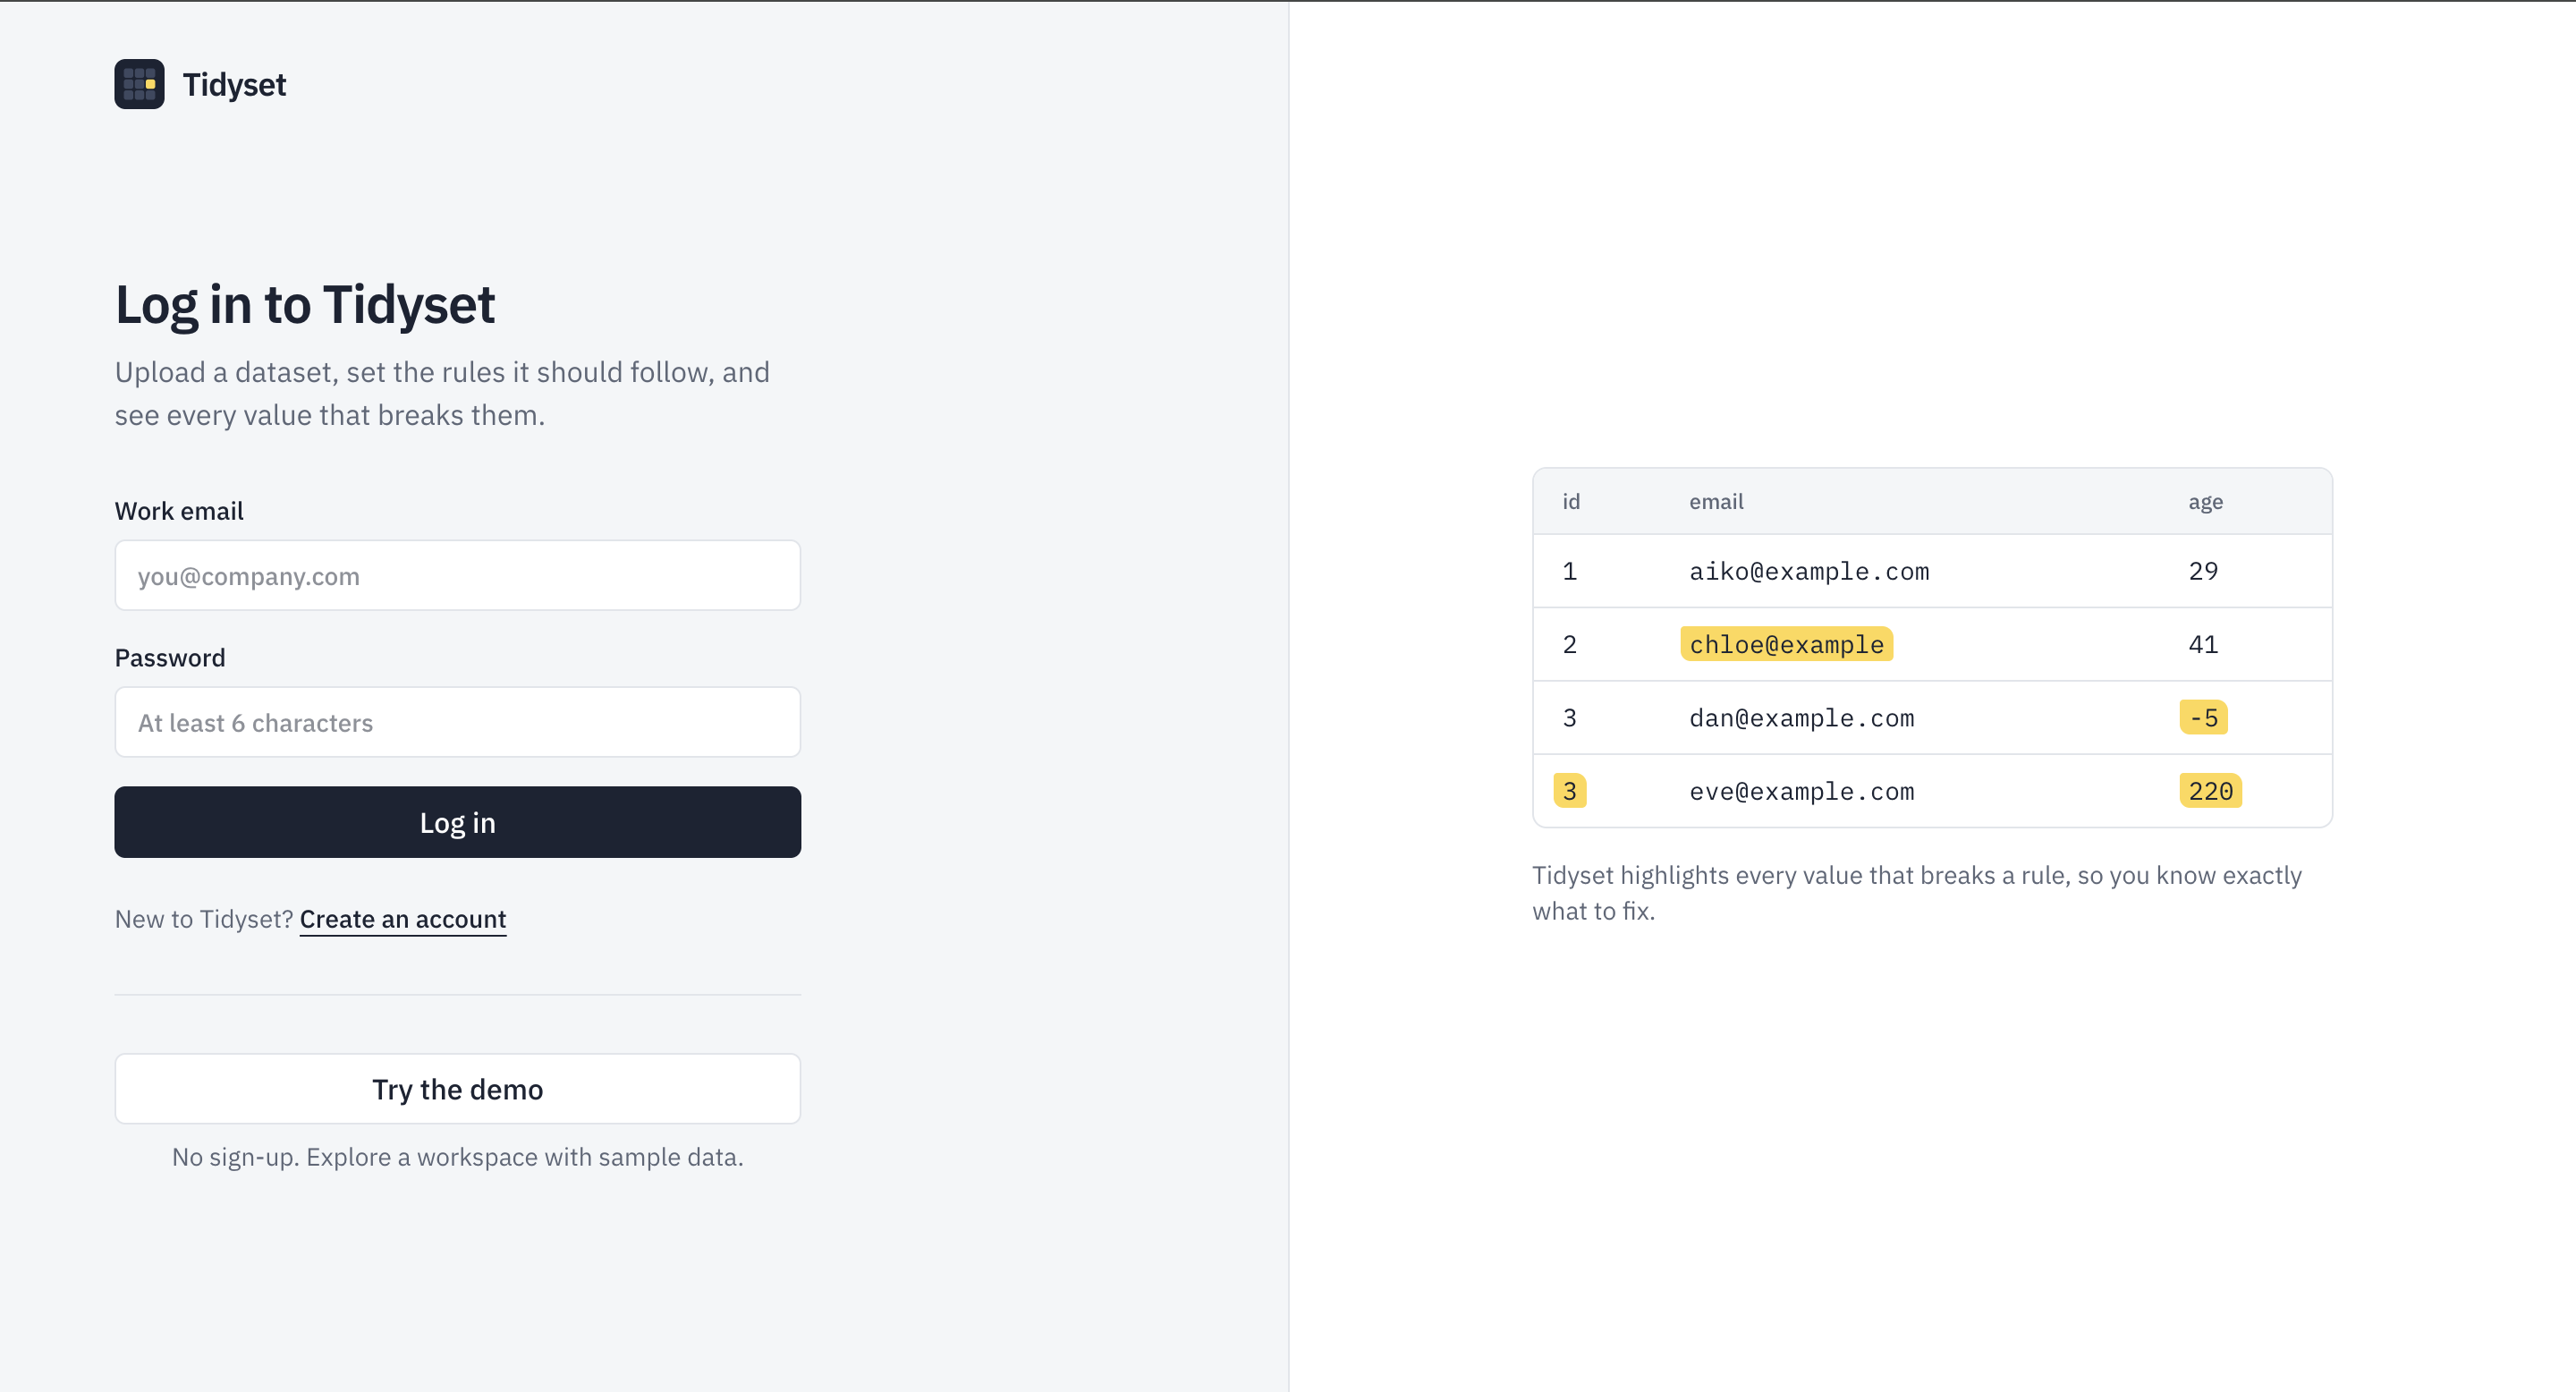 Tidyset
Log in to Tidyset
Upload a dataset, set the rules it should follow, and
see every value that breaks them.
Work email
you@company.com
Password
At least 6 characters
Log in
New to Tidyset? Create an account
Try the demo
No sign-up. Explore a workspace with sample data.
id email age
1 aiko@example.com 29
2 chloe@example 41
3 dan@example.com -5
3 eve@example.com 220
Tidyset highlights every value that breaks a rule, so you know exactly
what to fix.